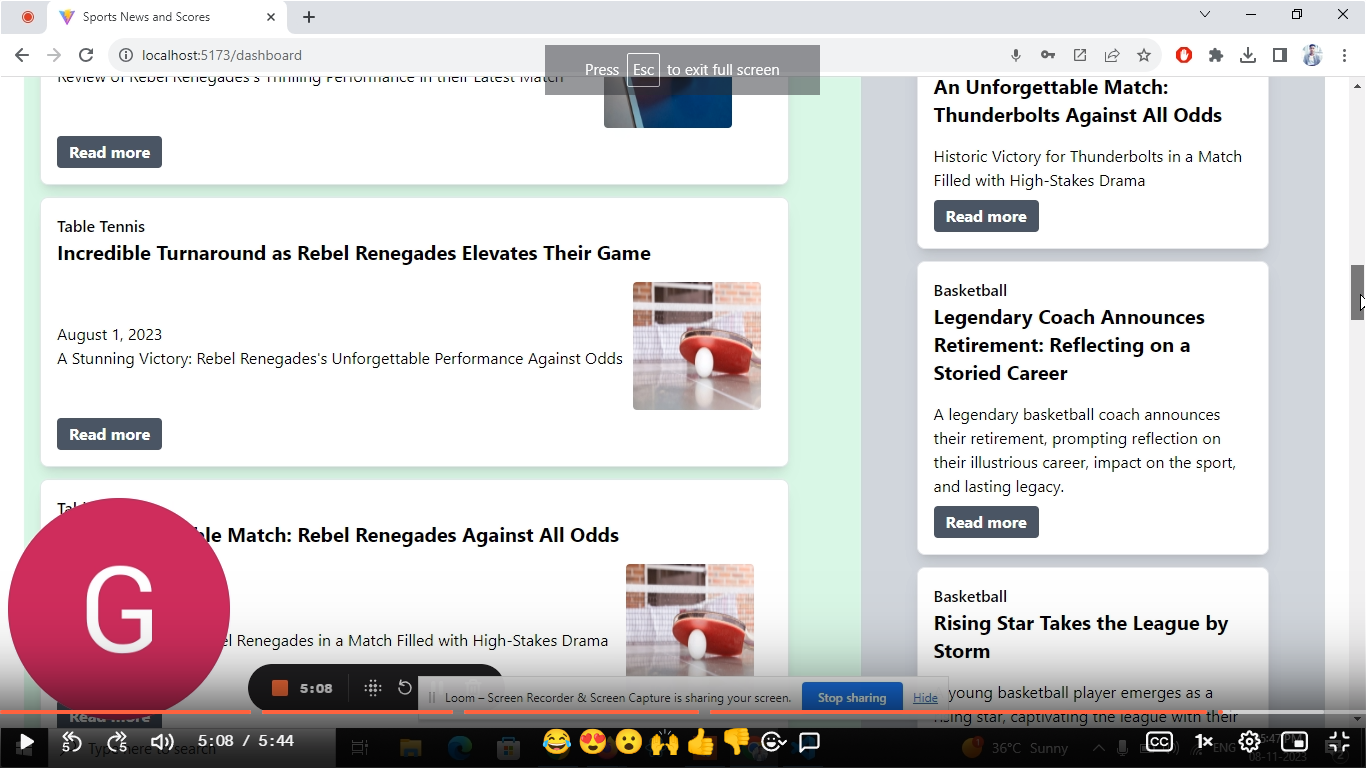 Sports News and Scores
localhost:5173/dashboard
Press Esc to exit full screen
Review of Rebel Renegades's Thrilling Performance in their Latest Match
Read more
Table Tennis
Incredible Turnaround as Rebel Renegades Elevates Their Game
August 1, 2023
A Stunning Victory: Rebel Renegades's Unforgettable Performance Against Odds
Read more
Match: Rebel Renegades Against All Odds
Renegades in a Match Filled with High-Stakes Drama
Read more
An Unforgettable Match:
Thunderbolts Against All Odds
Historic Victory for Thunderbolts in a Match
Filled with High-Stakes Drama
Read more
Basketball
Legendary Coach Announces
Retirement: Reflecting on a
Storied Career
A legendary basketball coach announces
their retirement, prompting reflection on
their illustrious career, impact on the sport,
and lasting legacy.
Read more
Basketball
Rising Star Takes the League by
Storm
young basketball player emerges as a
rising star, captivating the league with their
G
5:08
Loom – Screen Recorder & Screen Capture is sharing your screen.
Stop sharing
Hide
Type here to search
5
5
5:08 / 5:44
CC
1x
36°C Sunny
ENG
08-11-2023